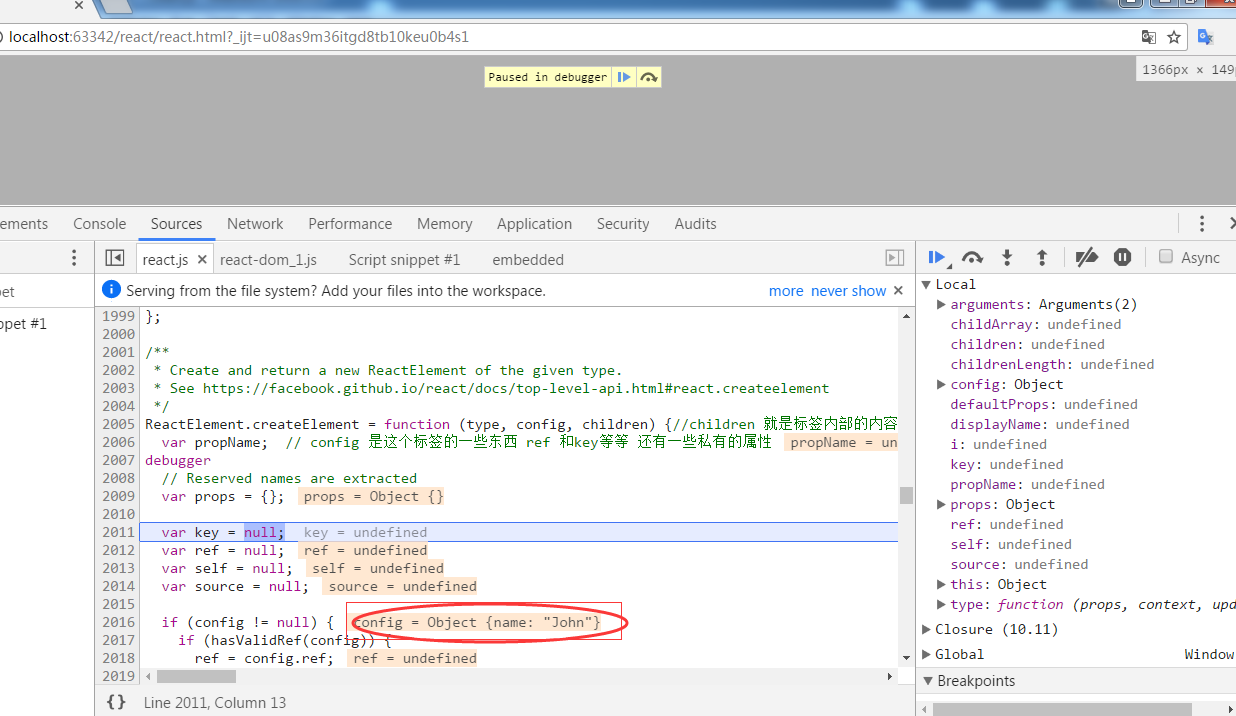 localhost:63342/react/react.html?_ijt=u08as9m36itgd8tb10keu0b4s1
Paused in debugger
1366px × 149p
ements Console Sources Network Performance Memory Application Security Audits
react.js × react-dom_1.js Script snippet #1 embedded
Async
pet
ppet #1
Serving from the file system? Add your files into the workspace. more never show ×
1999 };
2000
2001 /**
2002 * Create and return a new ReactElement of the given type.
2003 * See https://facebook.github.io/react/docs/top-level-api.html#react.createelement
2004 */
2005 ReactElement.createElement = function (type, config, children) {//children 就是标签内部的内容
2006 var propName; // config 是这个标签的一些东西 ref 和key等等 还有一些私有的属性 propName = un
2007 debugger
2008 // Reserved names are extracted
2009 var props = {}; props = Object {}
2010
2011 var key = null; key = undefined
2012 var ref = null; ref = undefined
2013 var self = null; self = undefined
2014 var source = null; source = undefined
2015
2016 if (config != null) { config = Object {name: "John"}
2017 if (hasValidRef(config)) {
2018 ref = config.ref; ref = undefined
2019
{} Line 2011, Column 13
Local
arguments: Arguments(2)
childArray: undefined
children: undefined
childrenLength: undefined
config: Object
defaultProps: undefined
displayName: undefined
i: undefined
key: undefined
propName: undefined
props: Object
ref: undefined
self: undefined
source: undefined
this: Object
type: function (props, context, upd
Closure (10.11)
Global Window
Breakpoints